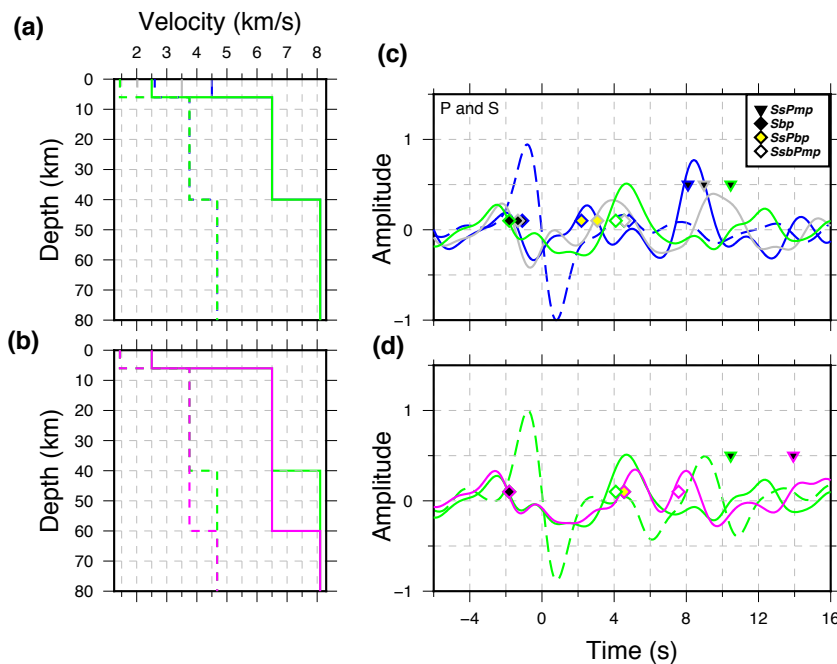 (a)
Velocity (km/s)
2 3 4 5 6 7 8
0
10
20
30
40
50
60
70
80
Depth (km)
(b)
0
10
20
30
40
50
60
70
80
Depth (km)
(c)
P and S
SsPmp
Sbp
SsPbp
SsbPmp
1
0
−1
Amplitude
(d)
1
0
−1
Amplitude
−4 0 4 8 12 16
Time (s)